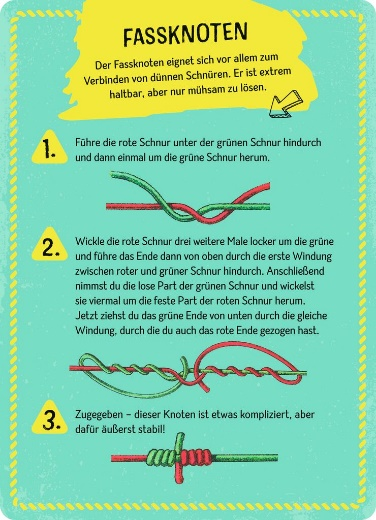 FASSKNOTEN
Der Fassknoten eignet sich vor allem zum
Verbinden von dünnen Schnüren. Er ist extrem
haltbar, aber nur mühsam zu lösen.
1.
Führe die rote Schnur unter der grünen Schnur hindurch
und dann einmal um die grüne Schnur herum.
2.
Wickle die rote Schnur drei weitere Male locker um die grüne
und führe das Ende dann von oben durch die erste Windung
zwischen roter und grüner Schnur hindurch. Anschließend
nimmst du die lose Part der grünen Schnur und wickelst
sie viermal um die feste Part der roten Schnur herum.
Jetzt ziehst du das grüne Ende von unten durch die gleiche
Windung, durch die du auch das rote Ende gezogen hast.
3.
Zugegeben – dieser Knoten ist etwas kompliziert, aber
dafür äußerst stabil!